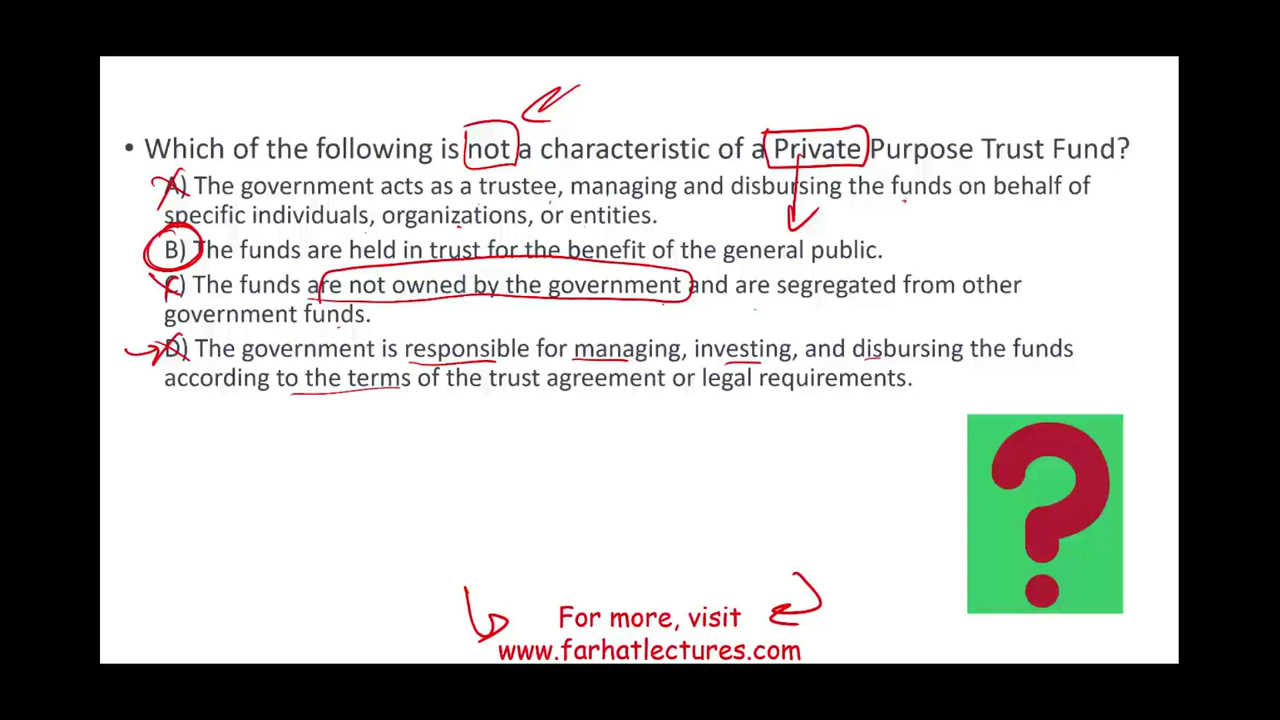 • Which of the following is not a characteristic of a Private Purpose Trust Fund?
A) The government acts as a trustee, managing and disbursing the funds on behalf of
specific individuals, organizations, or entities.
B) The funds are held in trust for the benefit of the general public.
C) The funds are not owned by the government and are segregated from other
government funds.
D) The government is responsible for managing, investing, and disbursing the funds
according to the terms of the trust agreement or legal requirements.
?
For more, visit
www.farhatlectures.com